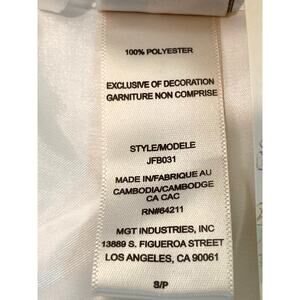 100% POLYESTER
EXCLUSIVE OF DECORATION
GARNITURE NON COMPRISE
STYLE/MODELE
JFB031
MADE IN/FABRIQUE AU
CAMBODIA/CAMBODGE
CA CAC
RN#64211
MGT INDUSTRIES, INC
13889 S. FIGUEROA STREET
LOS ANGELES, CA 90061
S/P